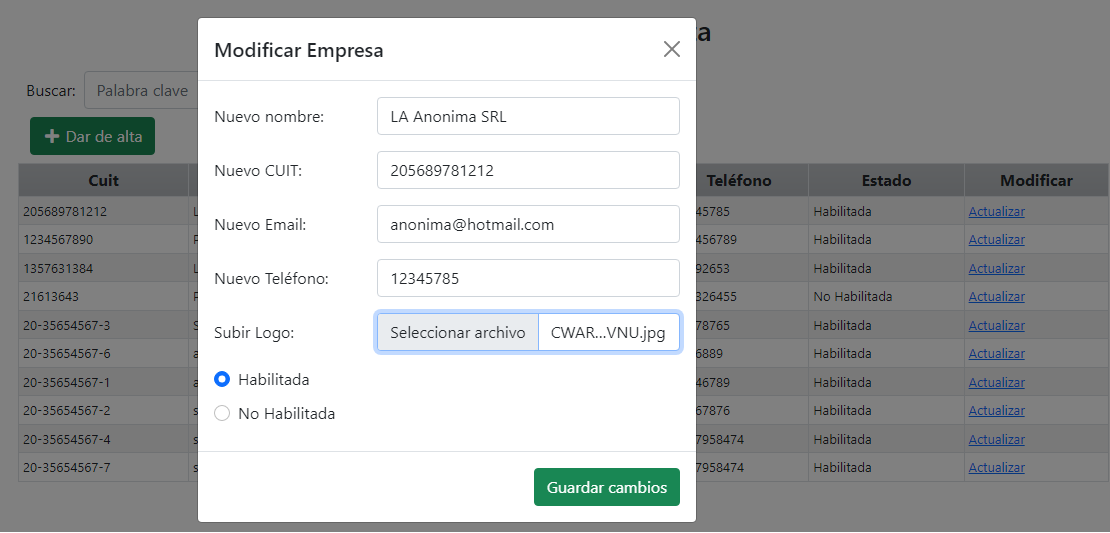 Modificar Empresa
Buscar: Palabra clave
Dar de alta
Nuevo nombre: LA Anonima SRL
Nuevo CUIT: 205689781212
Nuevo Email: anonima@hotmail.com
Nuevo Teléfono: 12345785
Subir Logo: Seleccionar archivo CWAR...VNU.jpg
Habilitada
No Habilitada
Guardar cambios
Cuit Teléfono Estado Modificar
205689781212 45785 Habilitada Actualizar
1234567890 456789 Habilitada Actualizar
1357631384 92653 Habilitada Actualizar
21613643 326455 No Habilitada Actualizar
20-35654567-3 78765 Habilitada Actualizar
20-35654567-6 6889 Habilitada Actualizar
20-35654567-1 46789 Habilitada Actualizar
20-35654567-2 67876 Habilitada Actualizar
20-35654567-4 7958474 Habilitada Actualizar
20-35654567-7 7958474 Habilitada Actualizar